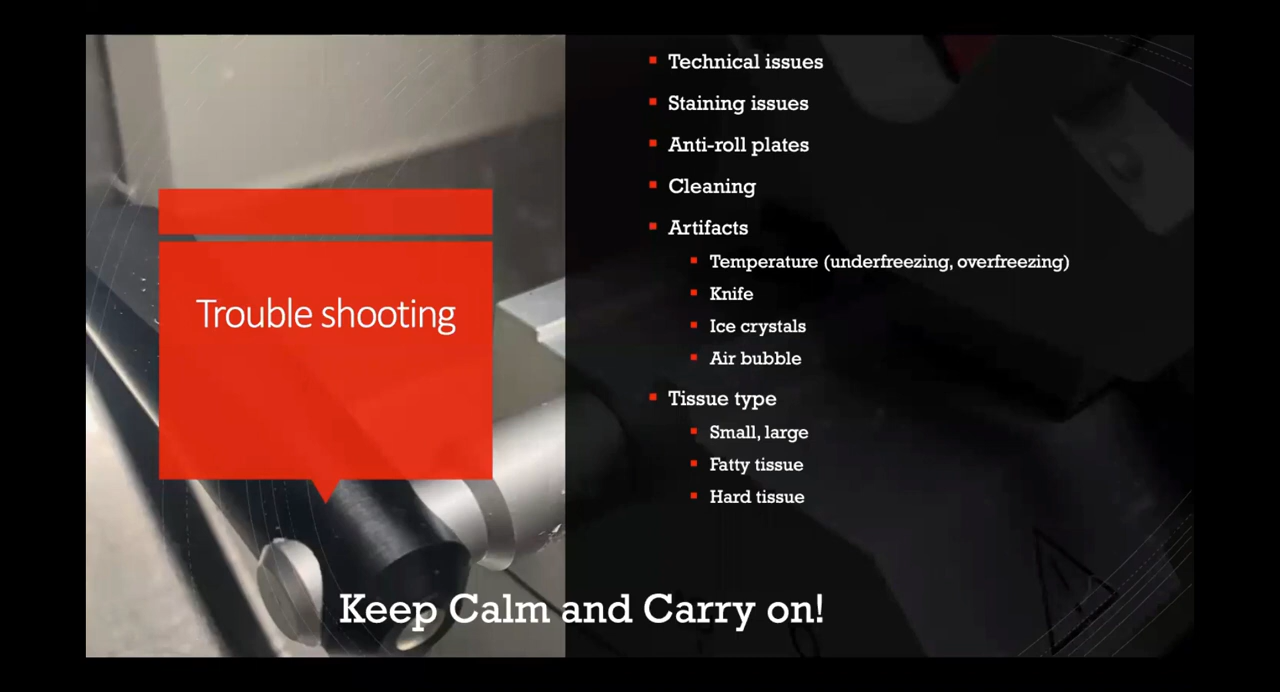 Trouble shooting
Technical issues
Staining issues
Anti-roll plates
Cleaning
Artifacts
Temperature (underfreezing, overfreezing)
Knife
Ice crystals
Air bubble
Tissue type
Small, large
Fatty tissue
Hard tissue
Keep Calm and Carry on!